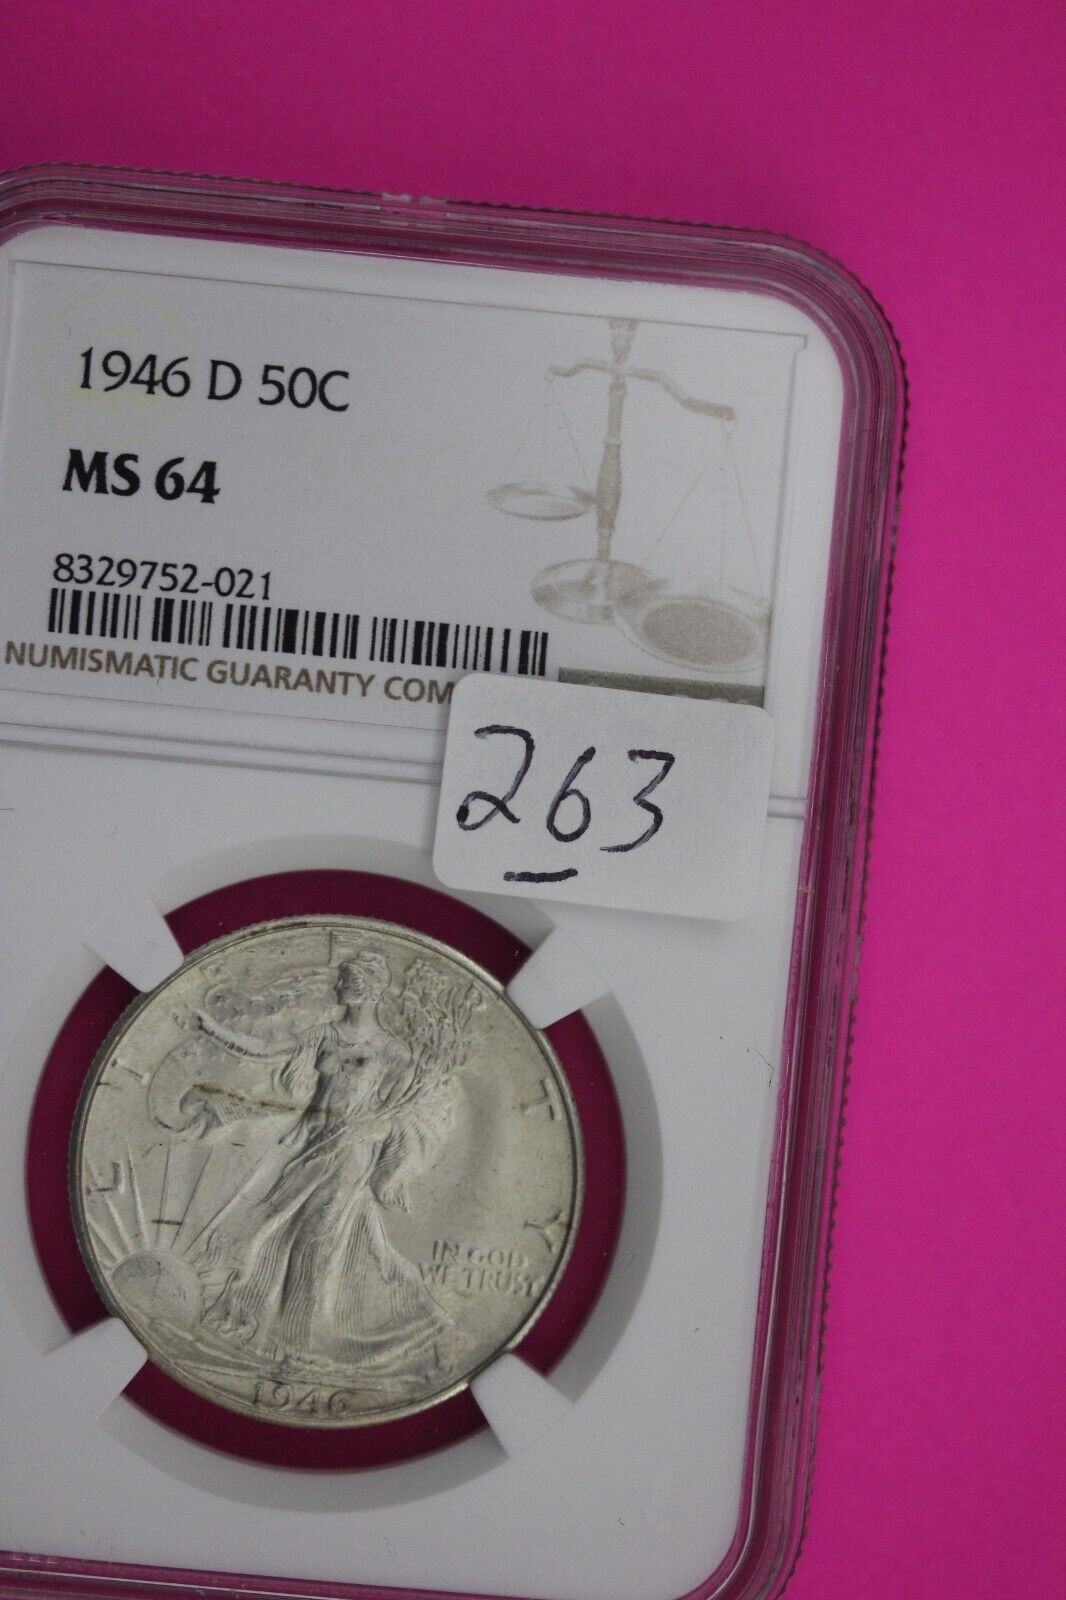 1946 D 50C
MS 64
8329752-021
NUMISMATIC GUARANTY COM
263
LIBERTY
IN GOD
WE TRUST
1946